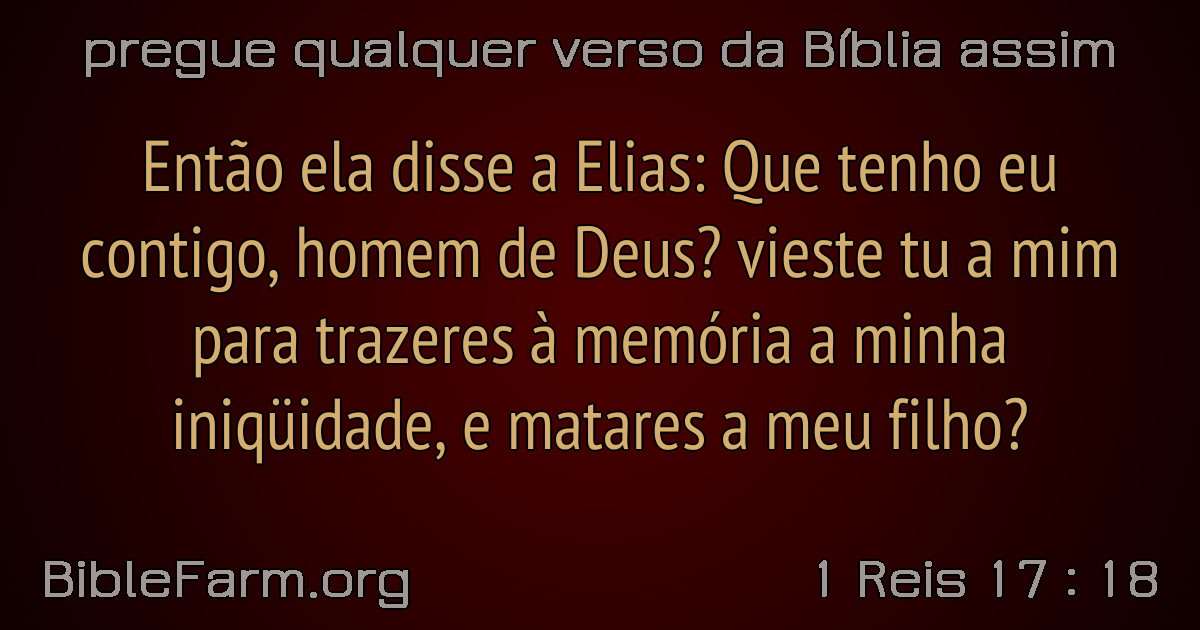 pregue qualquer verso da Bíblia assim
Então ela disse a Elias: Que tenho eu
contigo, homem de Deus? vieste tu a mim
para trazeres à memória a minha
iniqüidade, e matares a meu filho?
BibleFarm.org
1 Reis 17 : 18